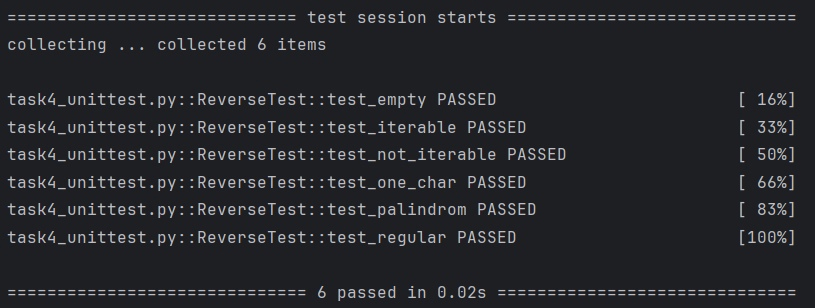 ============================= test session starts =============================
collecting ... collected 6 items
task4_unittest.py::ReverseTest::test_empty PASSED                        [ 16%]
task4_unittest.py::ReverseTest::test_iterable PASSED                     [ 33%]
task4_unittest.py::ReverseTest::test_not_iterable PASSED                 [ 50%]
task4_unittest.py::ReverseTest::test_one_char PASSED                     [ 66%]
task4_unittest.py::ReverseTest::test_palindrom PASSED                    [ 83%]
task4_unittest.py::ReverseTest::test_regular PASSED                      [100%]
============================== 6 passed in 0.02s ==============================